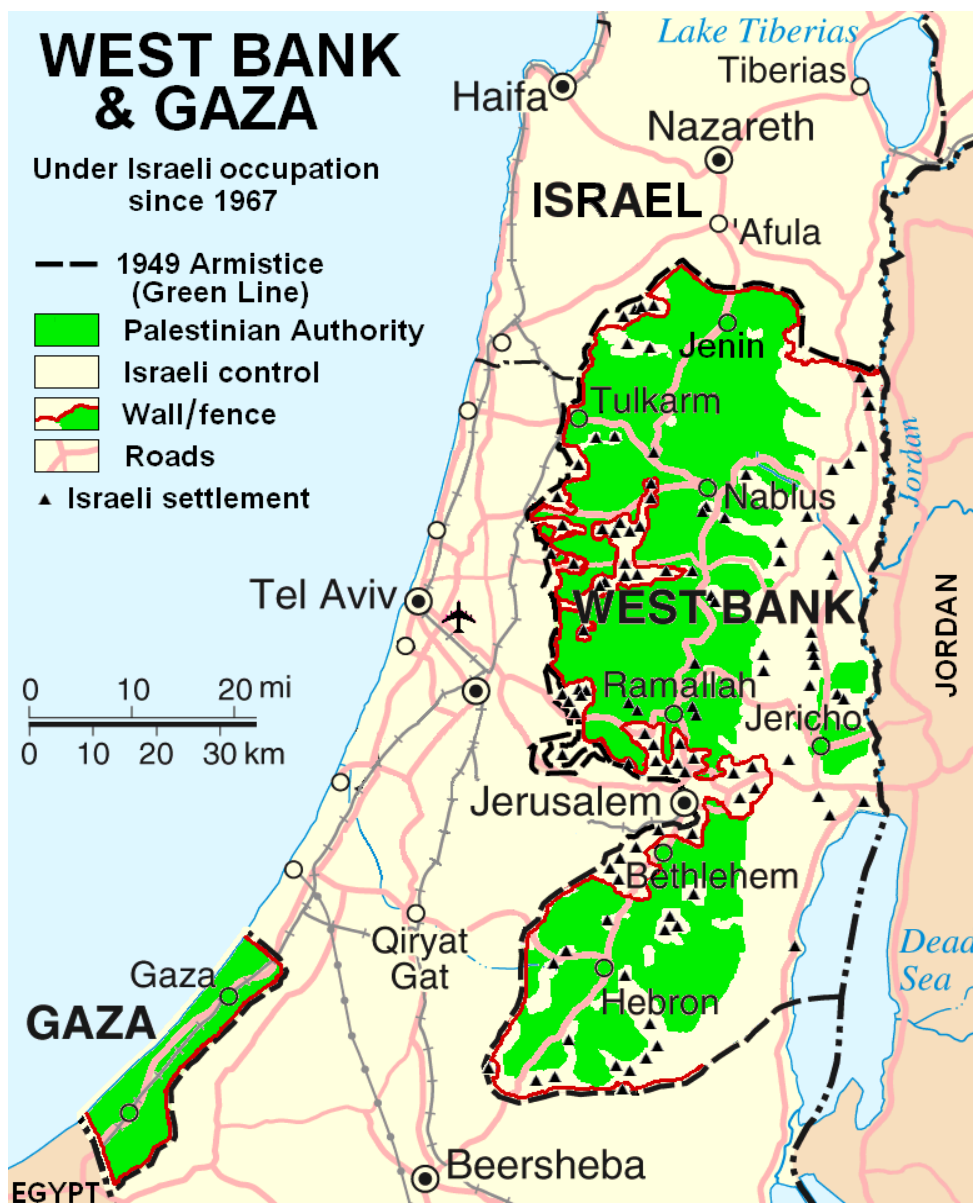 WEST BANK
& GAZA
Under Israeli occupation
since 1967
1949 Armistice
(Green Line)
Palestinian Authority
Israeli control
Wall/fence
Roads
Israeli settlement
Lake Tiberias
Tiberias
Haifa
Nazareth
ISRAEL
'Afula
Jenin
Tulkarm
Nablus
Jordan
Tel Aviv
WEST BANK
JORDAN
0 10 20 mi
0 10 20 30 km
Ramallah
Jericho
Jerusalem
Bethlehem
Qiryat
Gat
Dead
Sea
Gaza
GAZA
Hebron
Beersheba
EGYPT